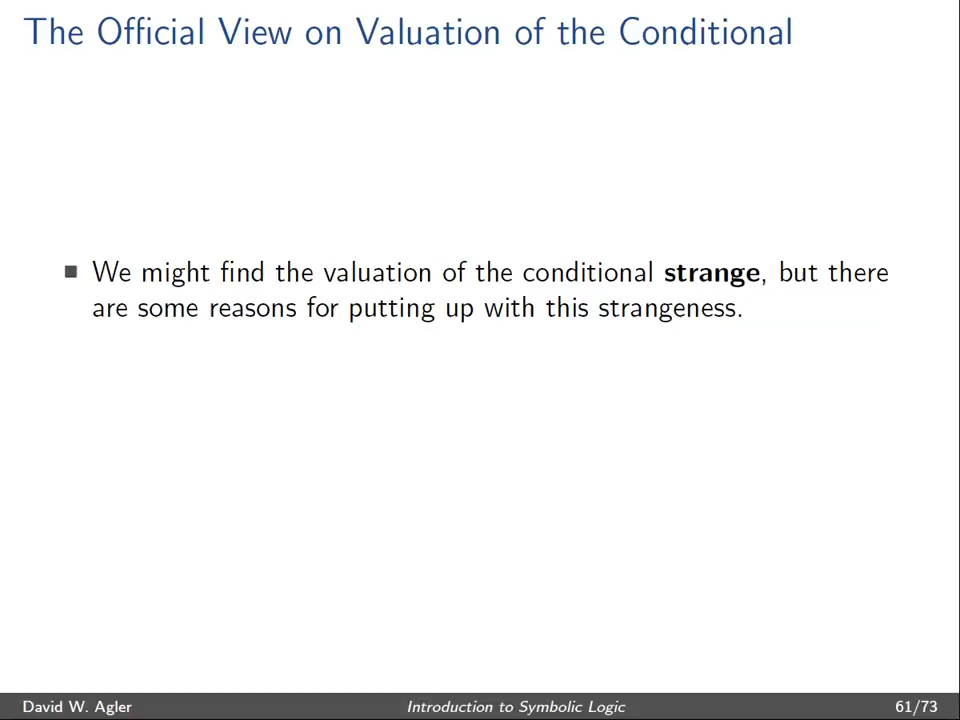 The Official View on Valuation of the Conditional
We might find the valuation of the conditional strange, but there
are some reasons for putting up with this strangeness.
David W. Agler
Introduction to Symbolic Logic
61/73